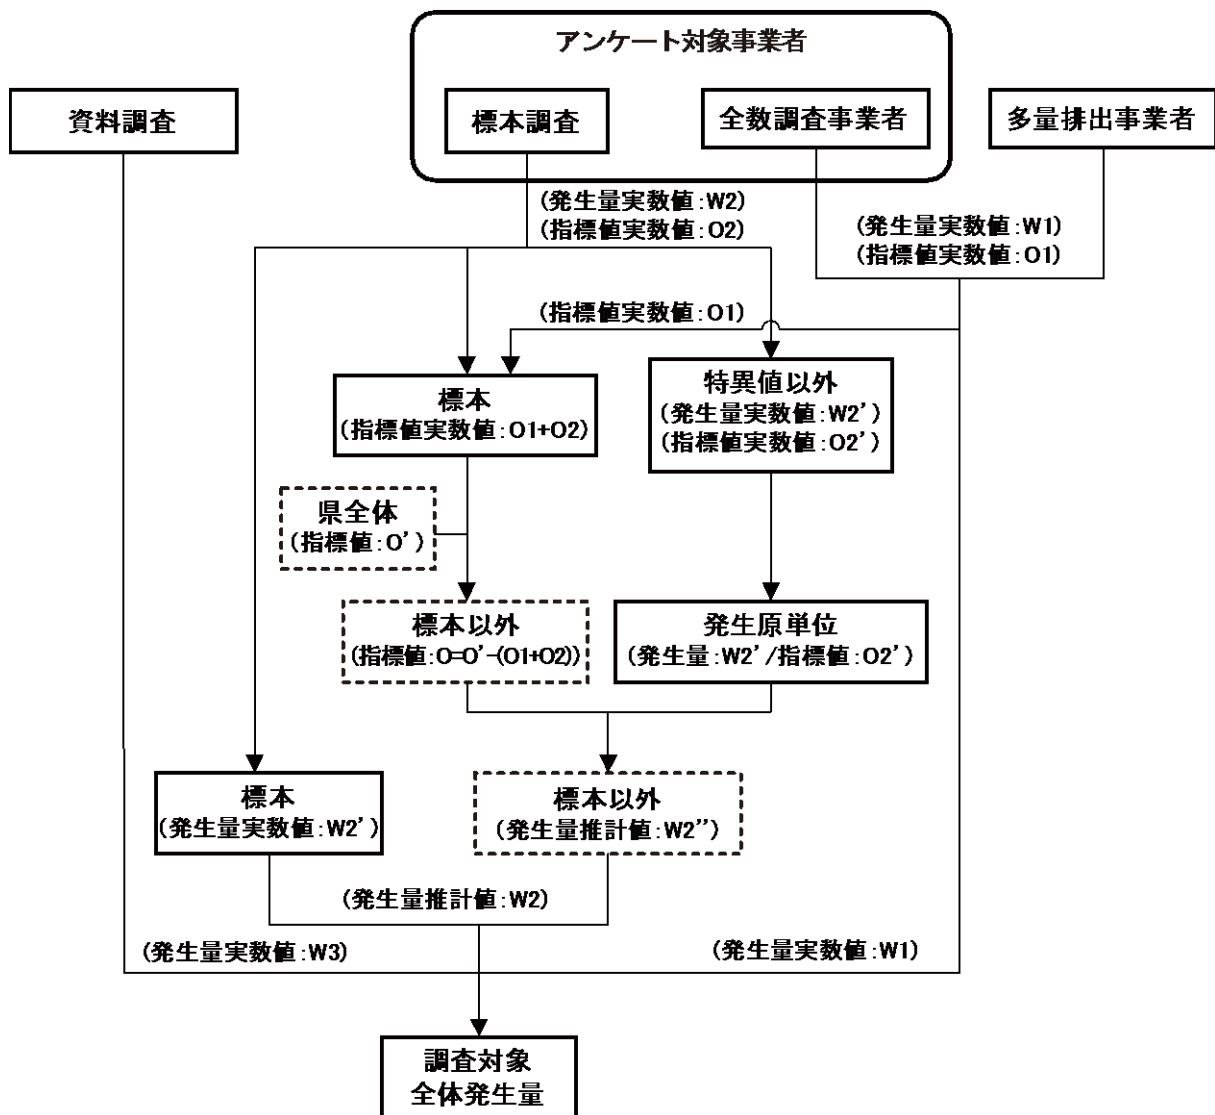 アンケート対象事業者
資料調査
標本調査
全数調査事業者
多量排出事業者
(発生量実数値:W2)
(指標値実数値:O2)
(発生量実数値:W1)
(指標値実数値:O1)
(指標値実数値:O1)
標本
(指標値実数値:O1+O2)
特異値以外
(発生量実数値:W2')
(指標値実数値:O2')
県全体
(指標値:O')
標本以外
(指標値:O=O'-(O1+O2))
発生原単位
(発生量:W2'/指標値:O2')
標本
(発生量実数値:W2')
標本以外
(発生量推計値:W2'')
(発生量推計値:W2)
(発生量実数値:W3)
(発生量実数値:W1)
調査対象
全体発生量